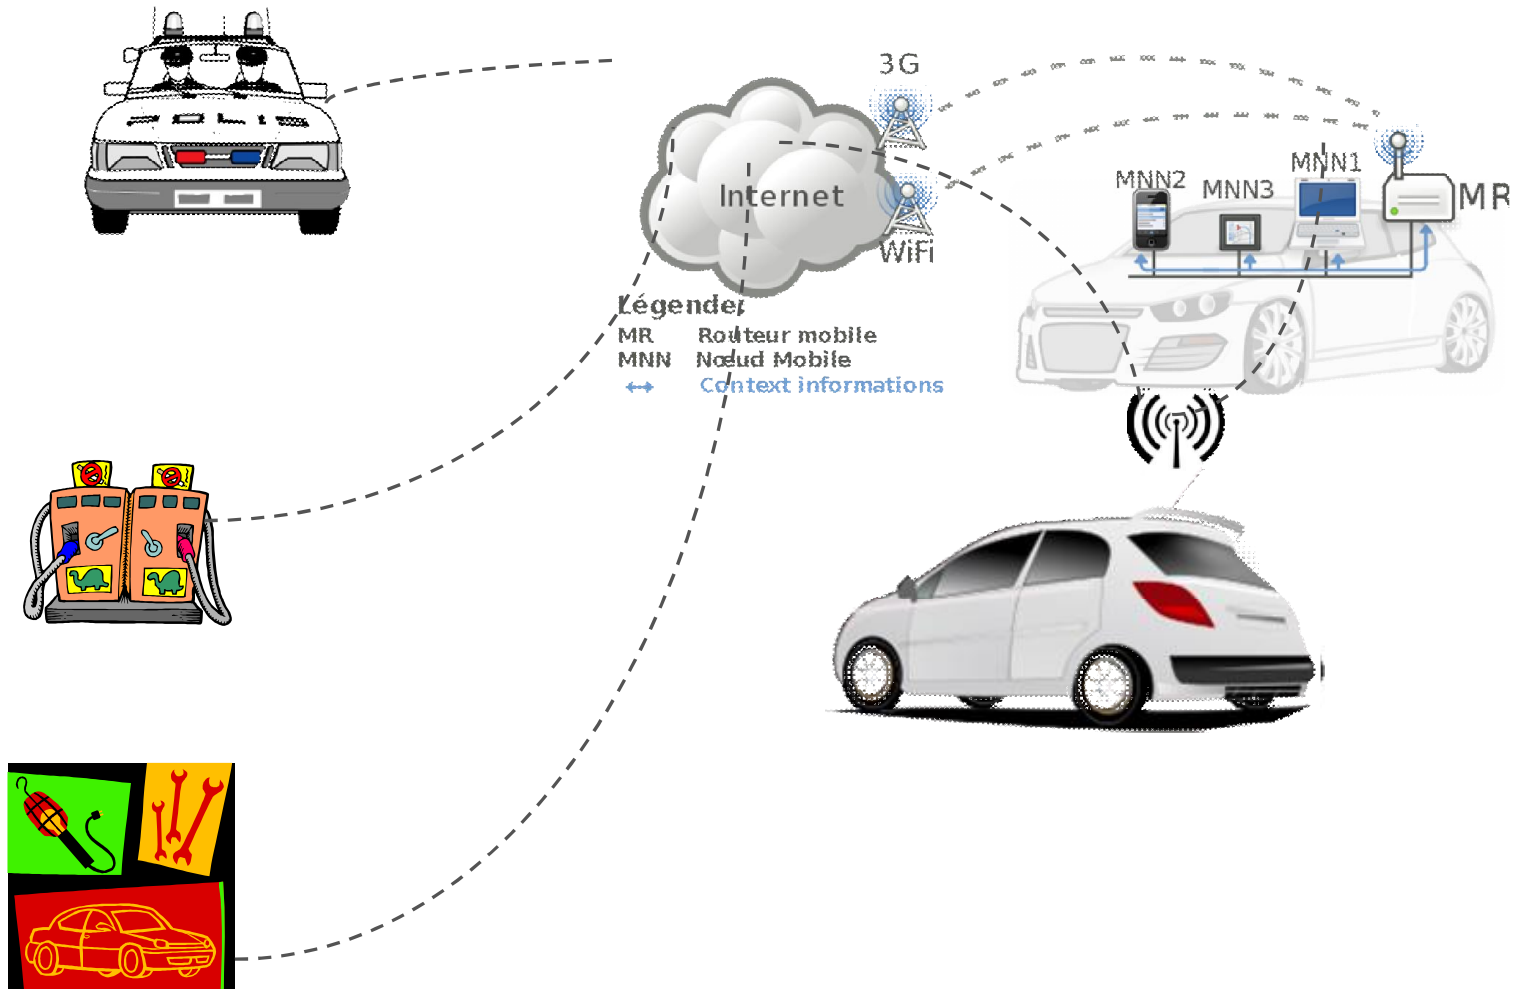 3G
Internet
WiFi
MNN2
MNN3
MNN1
MR
Légende:
MR Routeur mobile
MNN Nœud Mobile
Context informations